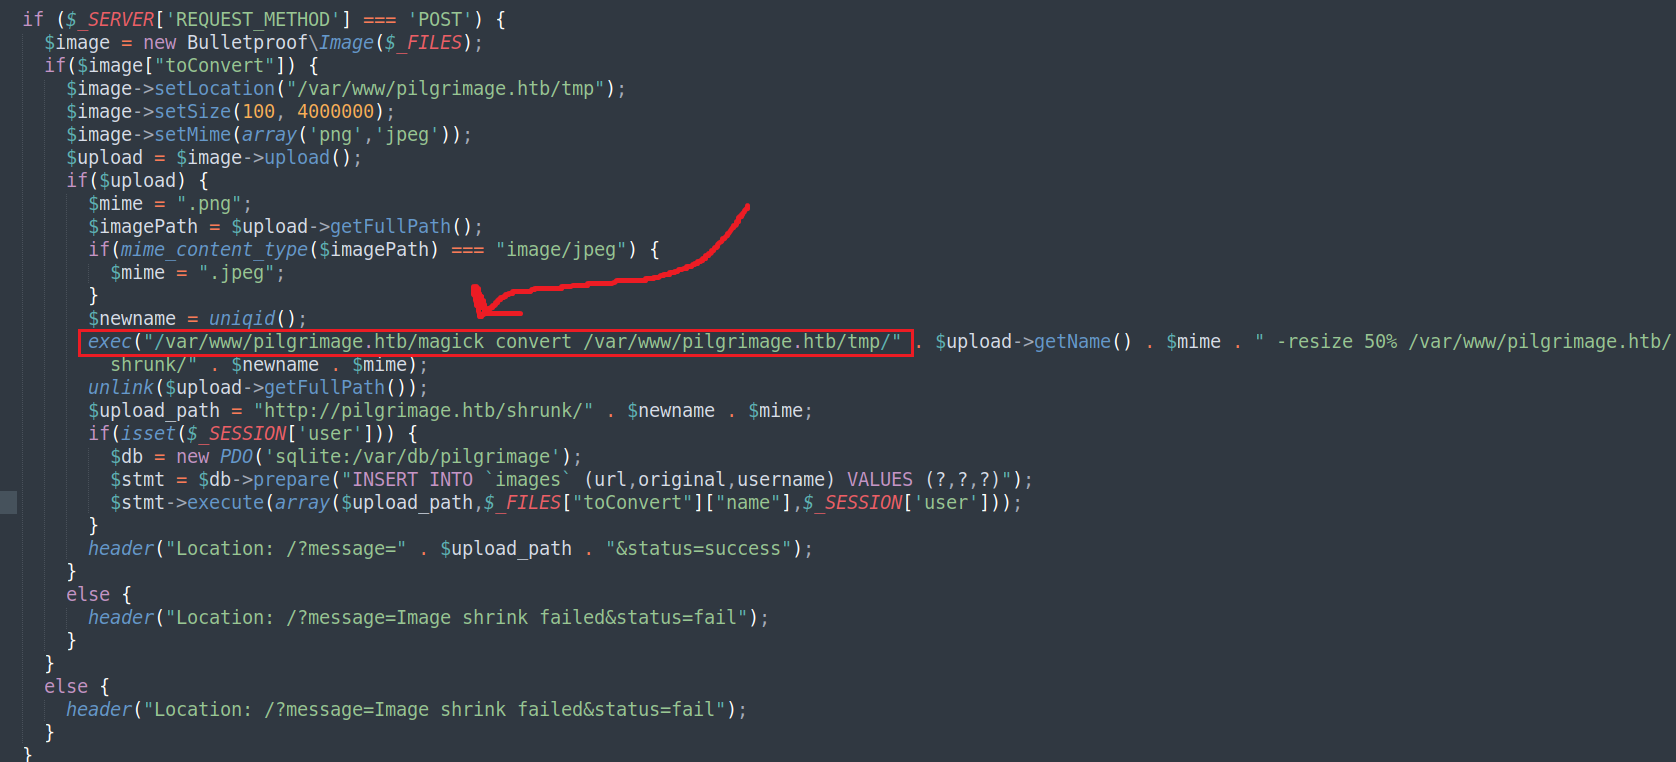 if ($_SERVER['REQUEST_METHOD'] === 'POST') {
  $image = new Bulletproof\Image($_FILES);
  if($image["toConvert"]) {
    $image->setLocation("/var/www/pilgrimage.htb/tmp");
    $image->setSize(100, 4000000);
    $image->setMime(array('png','jpeg'));
    $upload = $image->upload();
    if($upload) {
      $mime = ".png";
      $imagePath = $upload->getFullPath();
      if(mime_content_type($imagePath) === "image/jpeg") {
        $mime = ".jpeg";
      }
      $newname = uniqid();
      exec("/var/www/pilgrimage.htb/magick convert /var/www/pilgrimage.htb/tmp/" . $upload->getName() . $mime . " -resize 50% /var/www/pilgrimage.htb/
        shrunk/" . $newname . $mime);
      unlink($upload->getFullPath());
      $upload_path = "http://pilgrimage.htb/shrunk/" . $newname . $mime;
      if(isset($_SESSION['user'])) {
        $db = new PDO('sqlite:/var/db/pilgrimage');
        $stmt = $db->prepare("INSERT INTO `images` (url,original,username) VALUES (?,?,?)");
        $stmt->execute(array($upload_path,$_FILES["toConvert"]["name"],$_SESSION['user']));
      }
      header("Location: /?message=" . $upload_path . "&status=success");
    }
    else {
      header("Location: /?message=Image shrink failed&status=fail");
    }
  }
  else {
    header("Location: /?message=Image shrink failed&status=fail");
  }
}